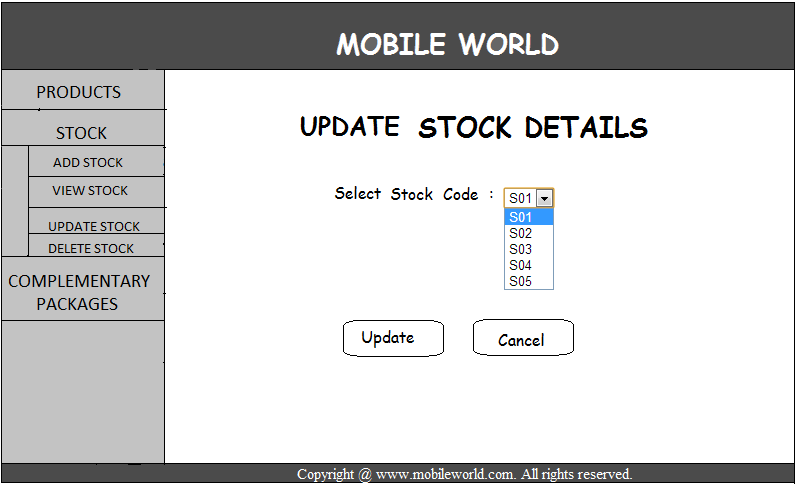 MOBILE WORLD
PRODUCTS
STOCK
ADD STOCK
VIEW STOCK
UPDATE STOCK
DELETE STOCK
COMPLEMENTARY
PACKAGES
UPDATE STOCK DETAILS
Select Stock Code : S01
S01
S02
S03
S04
S05
Update Cancel
Copyright @ www.mobileworld.com. All rights reserved.